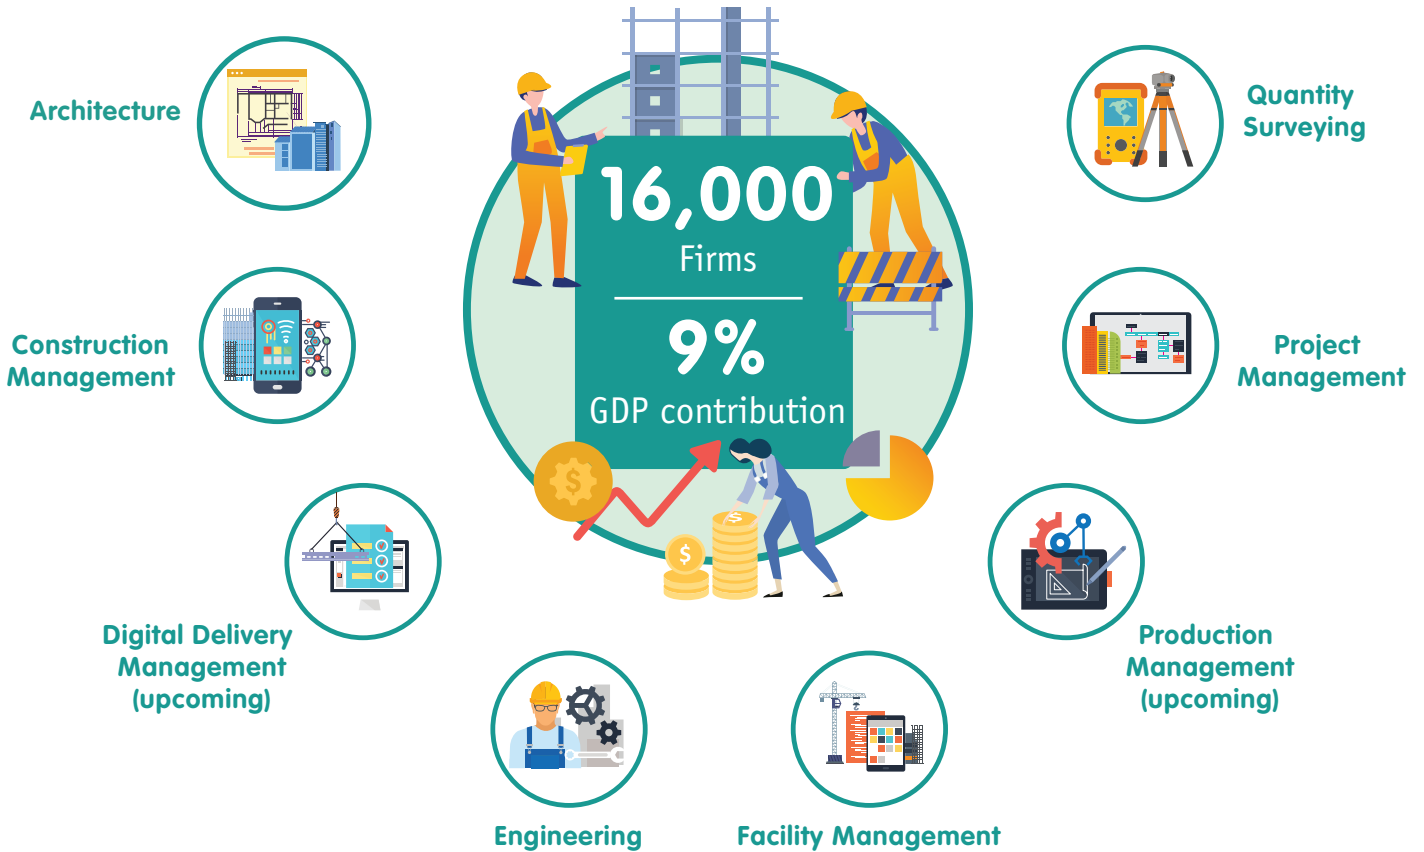 Architecture
Quantity
Surveying
16,000
Firms
9%
GDP contribution
Construction
Management
Project
Management
Digital Delivery
Management
(upcoming)
Production
Management
(upcoming)
Engineering
Facility Management
$
$
$